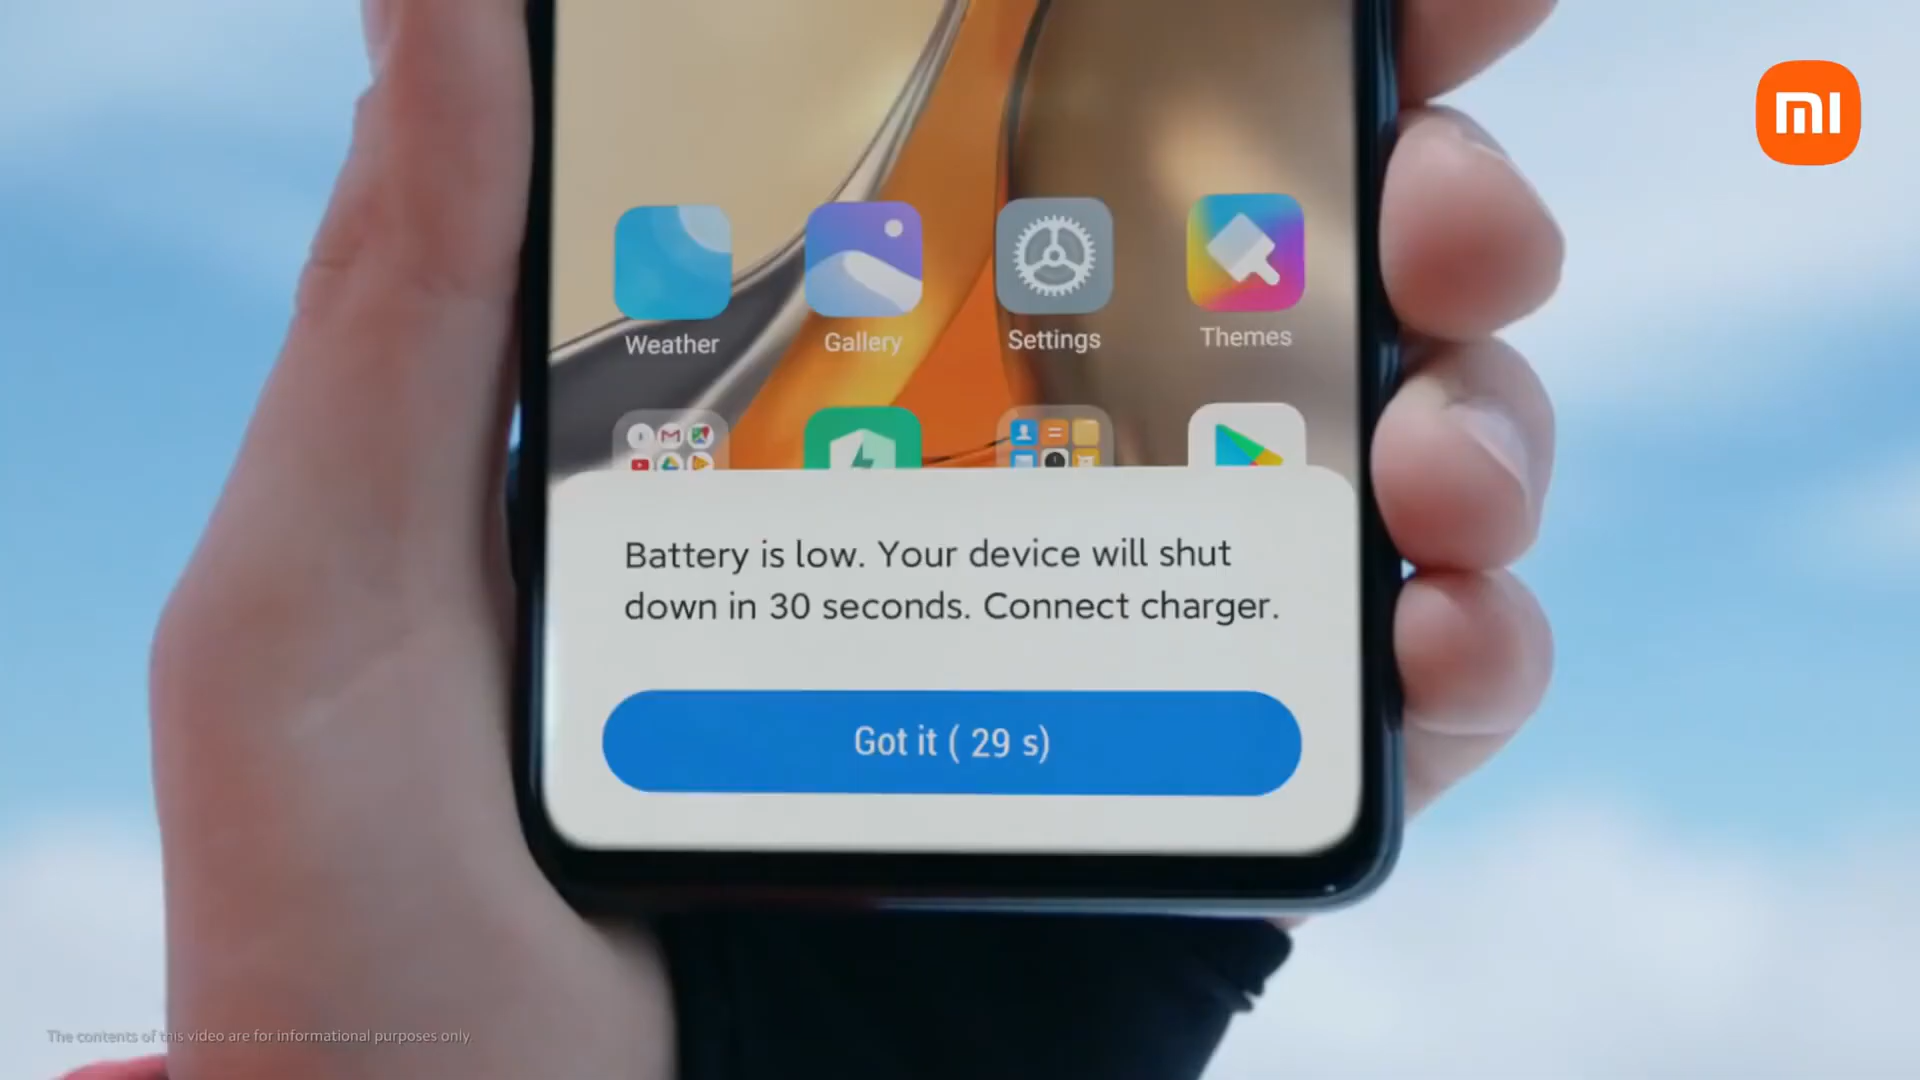 mi
Weather Gallery Settings Themes
Battery is low. Your device will shut
down in 30 seconds. Connect charger.
Got it ( 29 s)
The contents of this video are for informational purposes only.